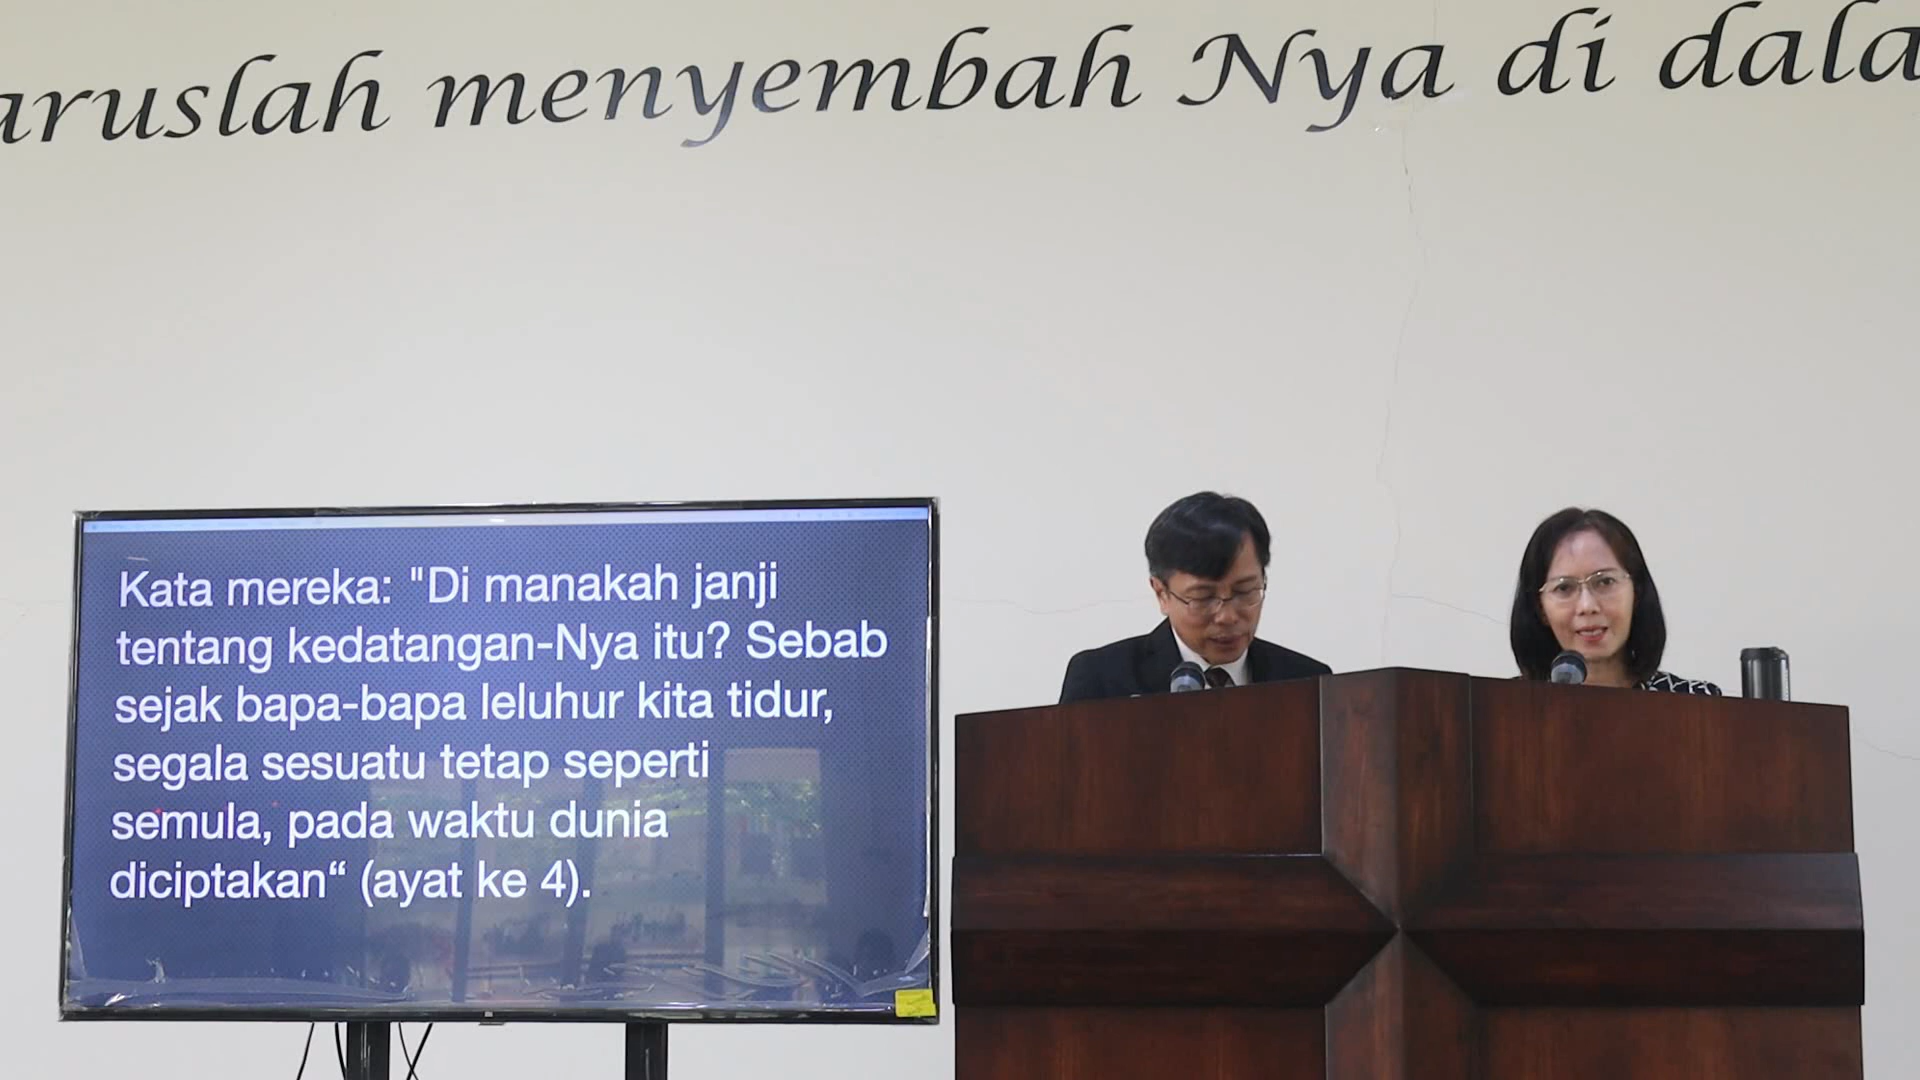 aruslah menyembah Nya di dala
Kata mereka: "Di manakah janji
tentang kedatangan-Nya itu? Sebab
sejak bapa-bapa leluhur kita tidur,
segala sesuatu tetap seperti
semula, pada waktu dunia
diciptakan“ (ayat ke 4).